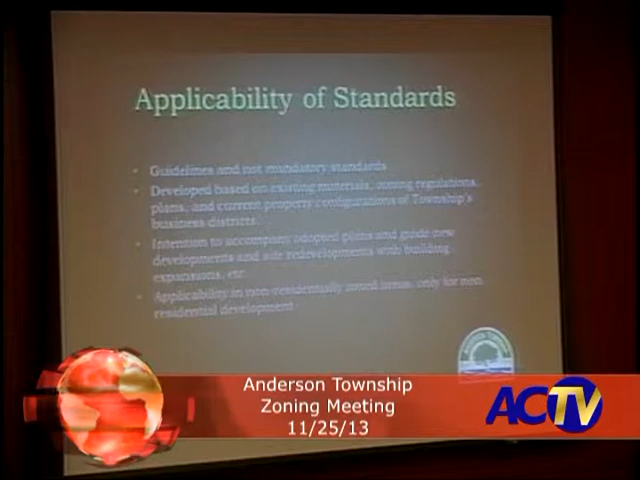 Applicability of Standards
• Guidelines and not mandatory standards
• Developed based on existing materials, zoning regulations,
plans, and current property configurations of Township's
business districts.
• Intention to accompany adopted plans and guide new
developments and site redevelopments with building
expansions, etc.
• Applicability in non-residentially zoned areas, only for non
residential development
Anderson Township
Zoning Meeting
11/25/13
ACTV